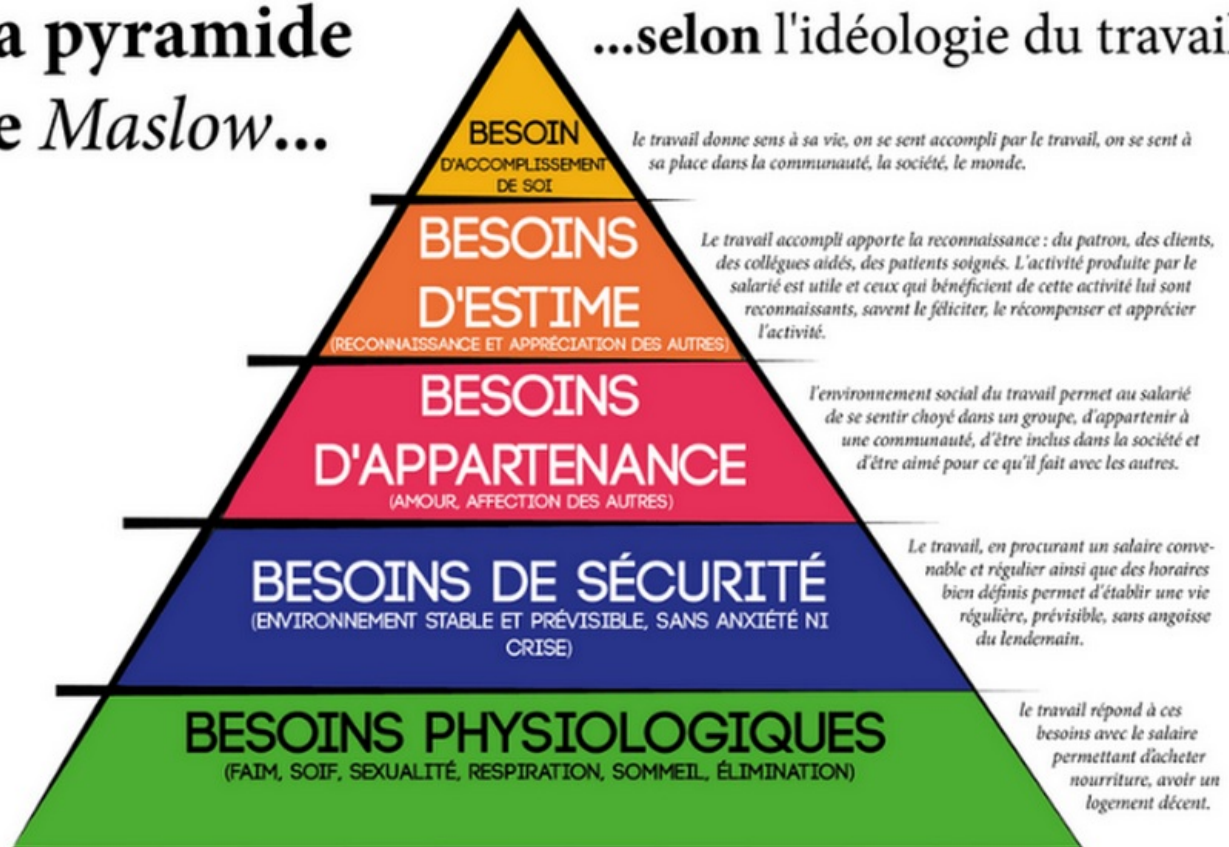 a pyramide
e Maslow...
...selon l'idéologie du travail
BESOIN
D'ACCOMPLISSEMENT
DE SOI
le travail donne sens à sa vie, on se sent accompli par le travail, on se sent à
sa place dans la communauté, la société, le monde.
BESOINS
D'ESTIME
(RECONNAISSANCE ET APPRÉCIATION DES AUTRES)
Le travail accompli apporte la reconnaissance : du patron, des clients,
des collégues aidés, des patients soignés. L'activité produite par le
salarié est utile et ceux qui bénéficient de cette activité lui sont
reconnaissants, savent le féliciter, le récompenser et apprécier
l'activité.
BESOINS
D'APPARTENANCE
(AMOUR, AFFECTION DES AUTRES)
l'environnement social du travail permet au salarié
de se sentir choyé dans un groupe, d'appartenir à
une communauté, d'être inclus dans la société et
d'être aimé pour ce qu'il fait avec les autres.
BESOINS DE SÉCURITÉ
(ENVIRONNEMENT STABLE ET PRÉVISIBLE, SANS ANXIÉTÉ NI
CRISE)
Le travail, en procurant un salaire conve-
nable et régulier ainsi que des horaires
bien définis permet d'établir une vie
régulière, prévisible, sans angoisse
du lendemain.
BESOINS PHYSIOLOGIQUES
(FAIM, SOIF, SEXUALITÉ, RESPIRATION, SOMMEIL, ÉLIMINATION)
le travail répond à ces
besoins avec le salaire
permettant d'acheter
nourriture, avoir un
logement décent.